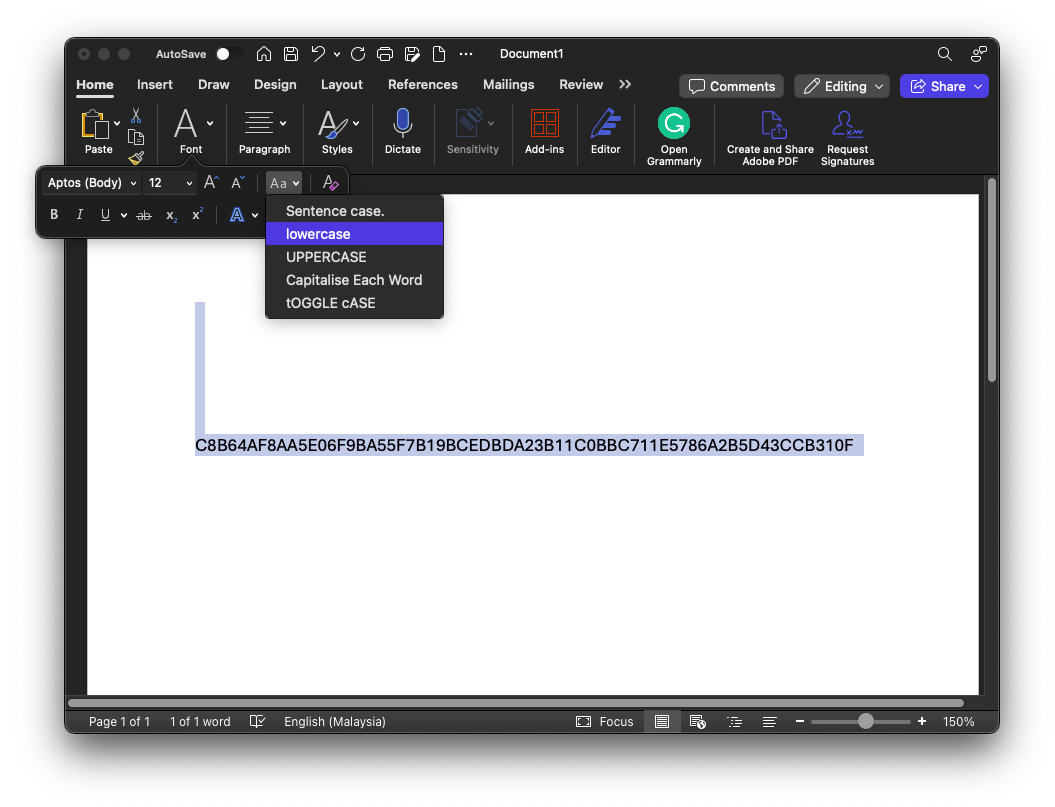 AutoSave Document1
Home Insert Draw Design Layout References Mailings Review Comments Editing Share
Paste Font Paragraph Styles Dictate Sensitivity Add-ins Editor Open Grammarly Create and Share Adobe PDF Request Signatures
Aptos (Body) 12 A A Aa A
B I U ab x2 x2 A
Sentence case.
lowercase
UPPERCASE
Capitalise Each Word
tOGGLE cASE
C8B64AF8AA5E06F9BA55F7B19BCEDBDA23B11C0BBC711E5786A2B5D43CCB310F
Page 1 of 1 1 of 1 word English (Malaysia) Focus 150%